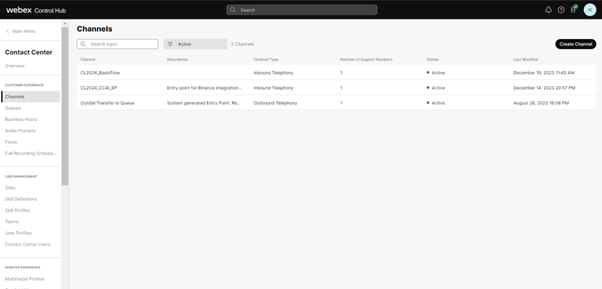 webex Control Hub
Search
Main Menu
Contact Center
Overview
CUSTOMER EXPERIENCE
Channels
Queues
Business Hours
Audio Prompts
Flows
Call Recording Schedul...
USER MANAGEMENT
Sites
Skill Definitions
Skill Profiles
Teams
User Profiles
Contact Center Users
DESKTOP EXPERIENCE
Multimedia Profiles
Channels
Search input
Active
3 Channels
Create Channel
Channel Description Channel Type Number of Support Numbers Status Last Modified
CL2024_BasicFlow Inbound Telephony 1 Active December 19, 2023 11:40 AM
CL2024_CCAI_EP Entry point for Binance integration... Inbound Telephony 1 Active December 14, 2023 20:57 PM
Outdial Transfer to Queue System generated Entry Point. Re... Outbound Telephony 1 Active August 28, 2023 16:38 PM